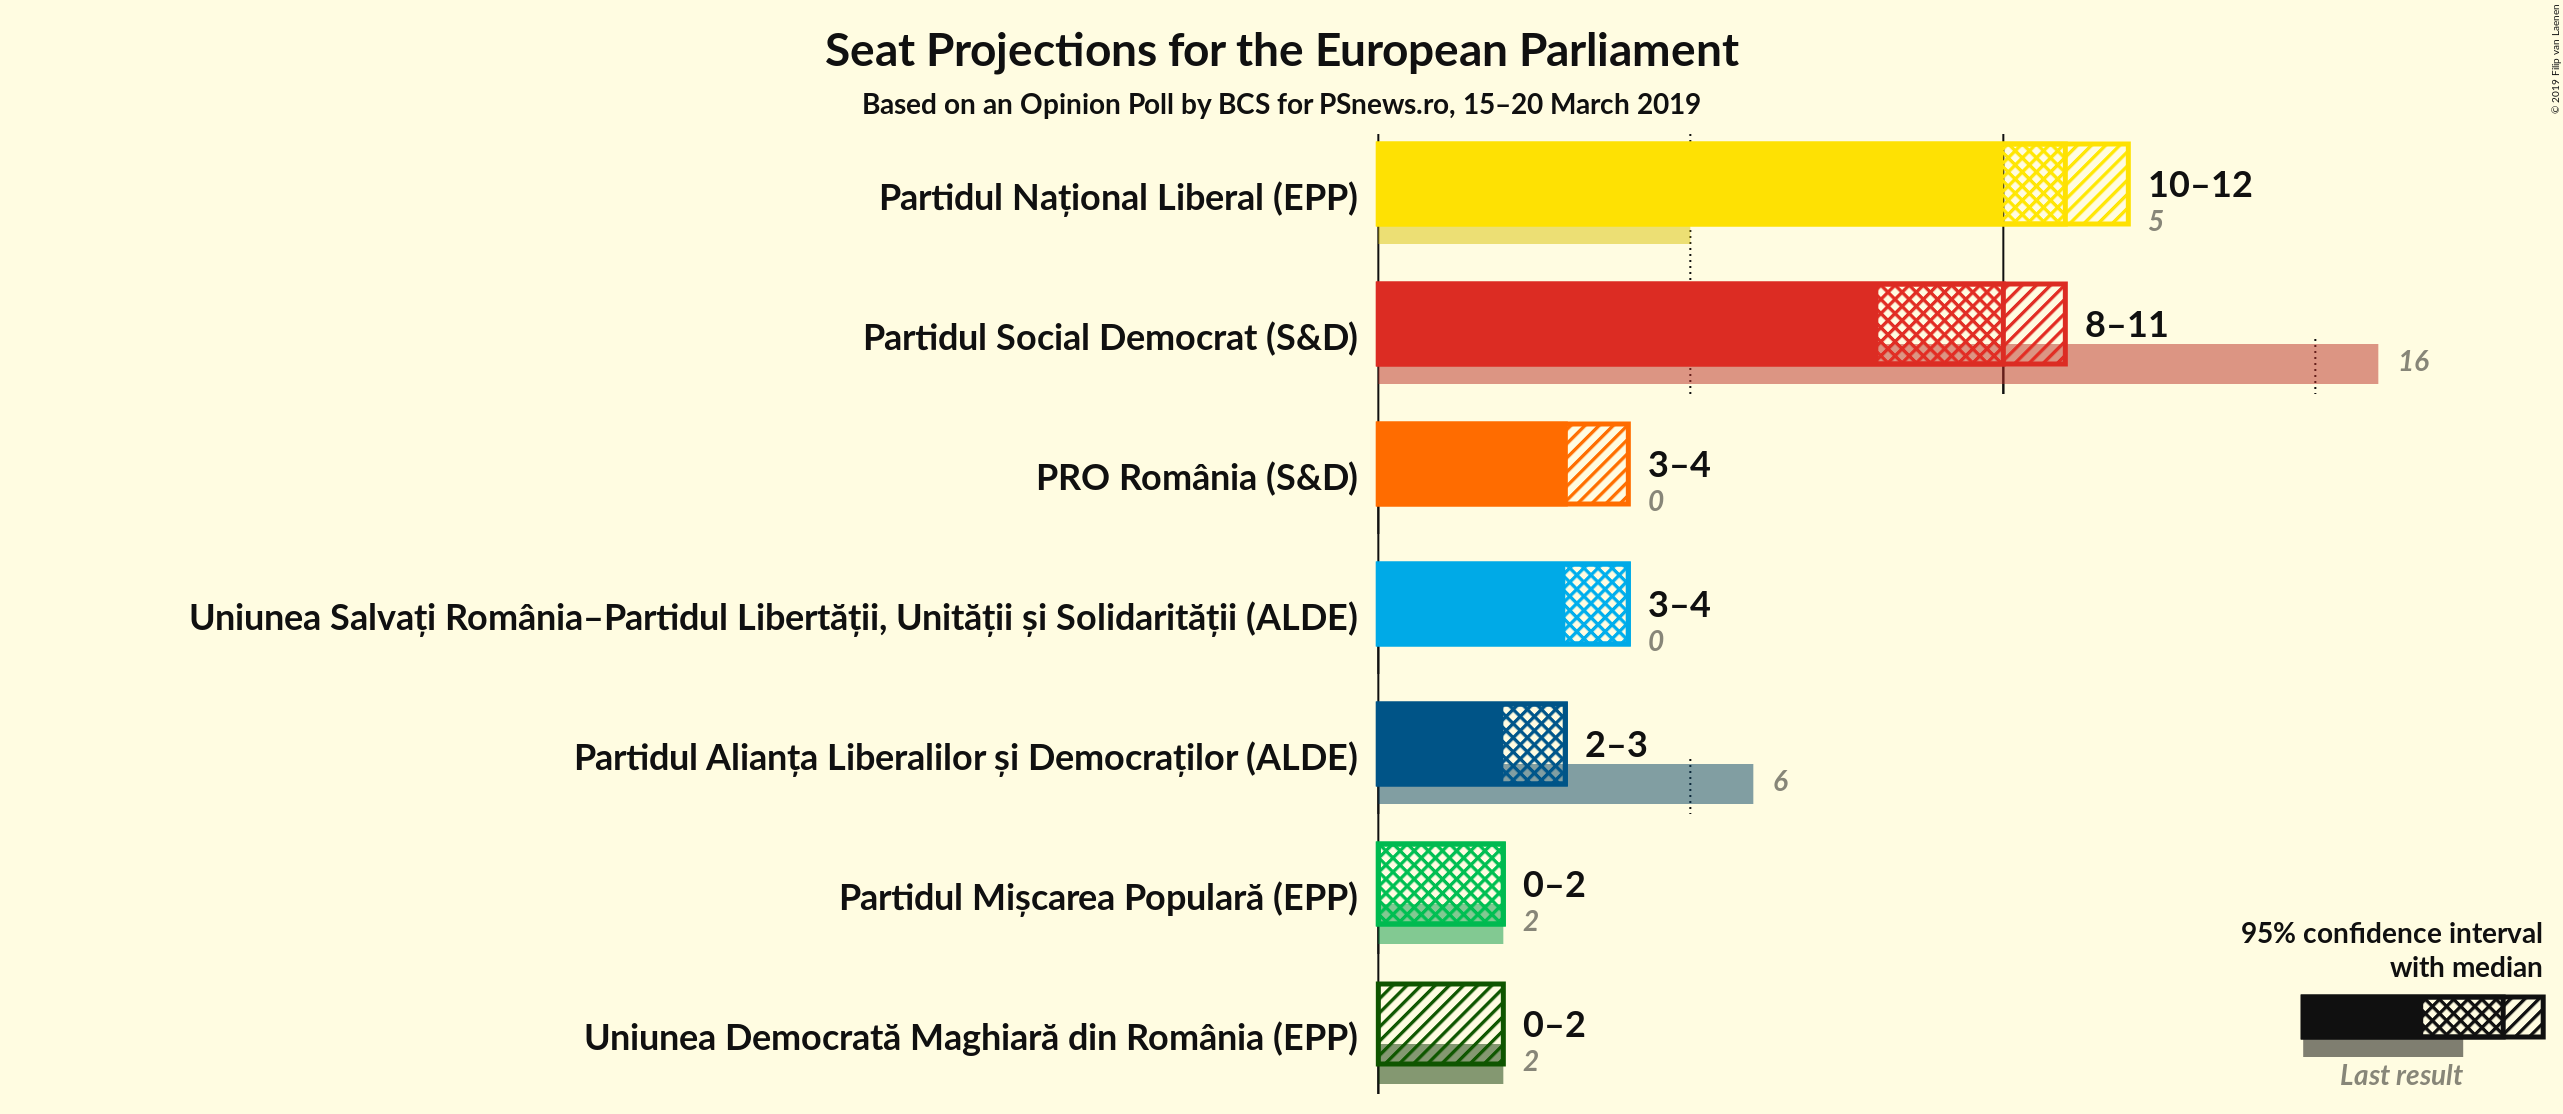 Seat Projections for the European Parliament
Based on an Opinion Poll by BCS for PSnews.ro, 15–20 March 2019
© 2019 Filip van Laenen
Partidul Național Liberal (EPP)
10–12
5
Partidul Social Democrat (S&D)
8–11
16
PRO România (S&D)
3–4
0
Uniunea Salvați România–Partidul Libertății, Unității și Solidarității (ALDE)
3–4
0
Partidul Alianța Liberalilor și Democraților (ALDE)
2–3
6
Partidul Mișcarea Populară (EPP)
0–2
2
Uniunea Democrată Maghiară din România (EPP)
0–2
2
95% confidence interval
with median
Last result